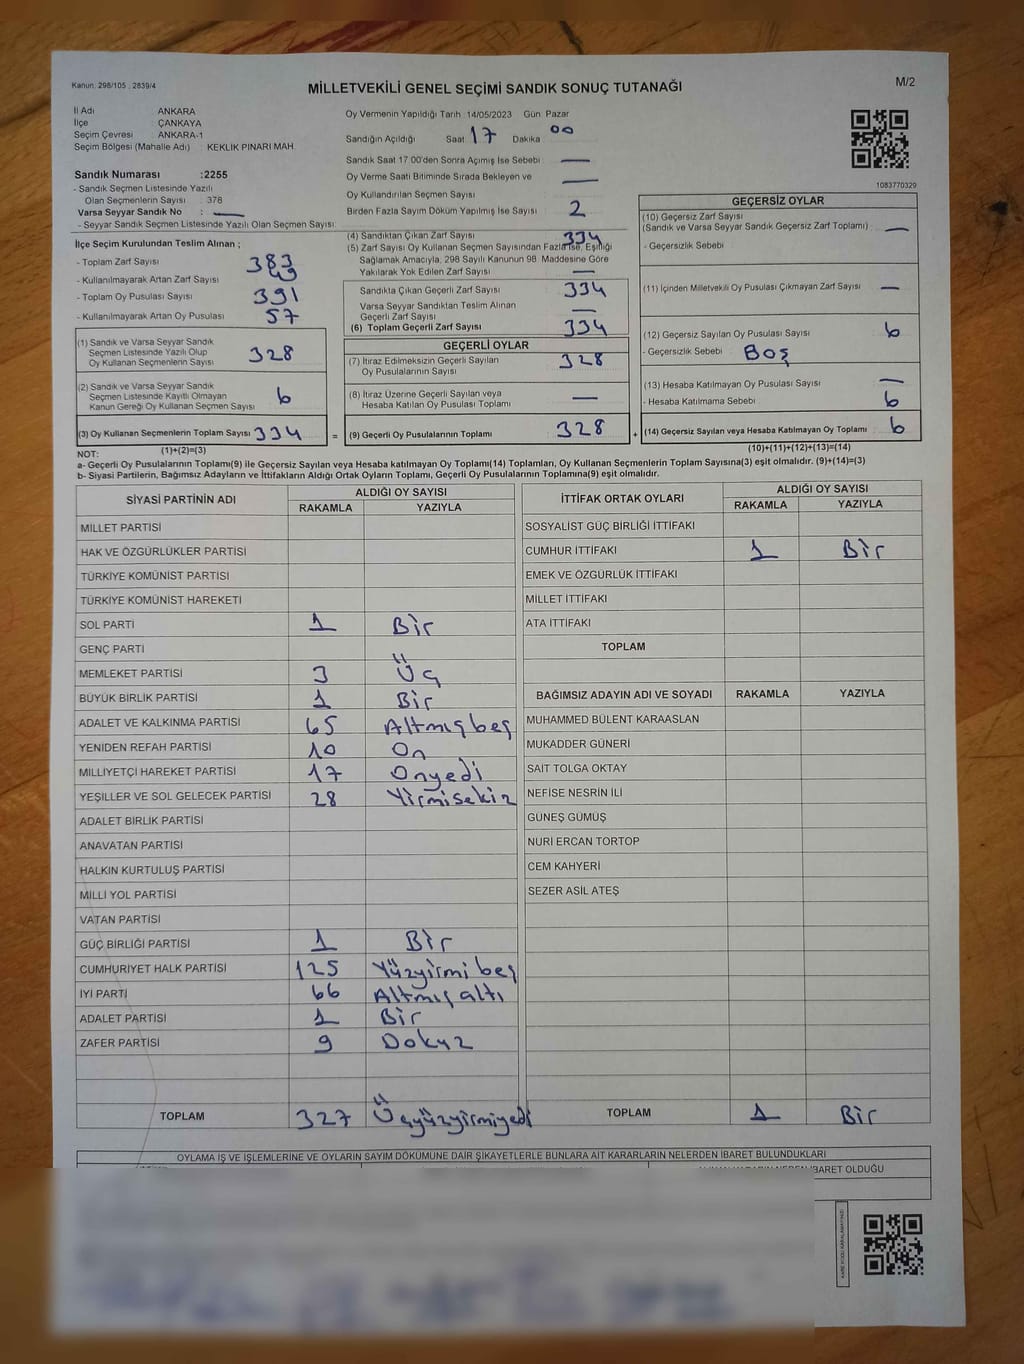 Kanun: 298/105 ; 2839/4
MİLLETVEKİLİ GENEL SEÇİMİ SANDIK SONUÇ TUTANAĞI
M/2
İl Adı ANKARA
İlçe ÇANKAYA
Seçim Çevresi ANKARA-1
Seçim Bölgesi (Mahalle Adı) : KEKLİK PINARI MAH.
Sandık Numarası :2255
- Sandık Seçmen Listesinde Yazılı
Olan Seçmenlerin Sayısı : 378
Varsa Seyyar Sandık No : —
- Seyyar Sandık Seçmen Listesinde Yazılı Olan Seçmen Sayısı:
Oy Vermenin Yapıldığı Tarih :14/05/2023 Gün: Pazar
Sandığın Açıldığı Saat 17 Dakika 00
Sandık Saat 17:00'den Sonra Açımış İse Sebebi : —
Oy Verme Saati Bitiminde Sırada Bekleyen ve —
Oy Kullandırılan Seçmen Sayısı
Birden Fazla Sayım Döküm Yapılmış İse Sayısı 2
1083770329
İlçe Seçim Kurulundan Teslim Alınan ;
- Toplam Zarf Sayısı 383
- Kullanılmayarak Artan Zarf Sayısı 49
- Toplam Oy Pusulası Sayısı 391
- Kullanılmayarak Artan Oy Pusulası 57
(1) Sandık ve Varsa Seyyar Sandık
Seçmen Listesinde Yazılı Olup
Oy Kullanan Seçmenlerin Sayısı 328
(2) Sandık ve Varsa Seyyar Sandık
Seçmen Listesinde Kayıtlı Olmayan
Kanun Gereği Oy Kullanan Seçmen Sayısı 6
(3) Oy Kullanan Seçmenlerin Toplam Sayısı 334
(1)+(2)=(3)
(4) Sandıktan Çıkan Zarf Sayısı 334
(5) Zarf Sayısı Oy Kullanan Seçmen Sayısından Fazla İse, Eşitliği
Sağlamak Amacıyla, 298 Sayılı Kanunun 98. Maddesine Göre
Yakılarak Yok Edilen Zarf Sayısı —
Sandıkta Çıkan Geçerli Zarf Sayısı 334
Varsa Seyyar Sandıktan Teslim Alınan
Geçerli Zarf Sayısı —
(6) Toplam Geçerli Zarf Sayısı 334
GEÇERLİ OYLAR
(7) İtiraz Edilmeksizin Geçerli Sayılan
Oy Pusulalarının Sayısı 328
(8) İtiraz Üzerine Geçerli Sayılan veya
Hesaba Katılan Oy Pusulası Toplamı —
= (9) Geçerli Oy Pusulalarının Toplamı 328 +
GEÇERSİZ OYLAR
(10) Geçersiz Zarf Sayısı
(Sandık ve Varsa Seyyar Sandık Geçersiz Zarf Toplamı) : —
- Geçersizlik Sebebi
(11) İçinden Milletvekili Oy Pusulası Çıkmayan Zarf Sayısı —
(12) Geçersiz Sayılan Oy Pusulası Sayısı 6
- Geçersizlik Sebebi : Boş
(13) Hesaba Katılmayan Oy Pusulası Sayısı —
- Hesaba Katılmama Sebebi 6
(14) Geçersiz Sayılan veya Hesaba Katılmayan Oy Toplamı 6
(10)+(11)+(12)+(13)=(14)
NOT:
a- Geçerli Oy Pusulalarının Toplamı(9) ile Geçersiz Sayılan veya Hesaba katılmayan Oy Toplamı(14) Toplamları, Oy Kullanan Seçmenlerin Toplam Sayısına(3) eşit olmalıdır. (9)+(14)=(3)
b- Siyasi Partilerin, Bağımsız Adayların ve İttifakların Aldığı Ortak Oyların Toplamı, Geçerli Oy Pusulalarının Toplamına(9) eşit olmalıdır.
SİYASİ PARTİNİN ADI ALDIĞI OY SAYISI
RAKAMLA YAZIYLA
MİLLET PARTİSİ
HAK VE ÖZGÜRLÜKLER PARTİSİ
TÜRKİYE KOMÜNİST PARTİSİ
TÜRKİYE KOMÜNİST HAREKETİ
SOL PARTİ 1 Bir
GENÇ PARTİ
MEMLEKET PARTİSİ 3 Üç
BÜYÜK BİRLİK PARTİSİ 1 Bir
ADALET VE KALKINMA PARTİSİ 65 Altmışbeş
YENİDEN REFAH PARTİSİ 10 On
MİLLİYETÇİ HAREKET PARTİSİ 17 Onyedi
YEŞİLLER VE SOL GELECEK PARTİSİ 28 Yirmisekiz
ADALET BİRLİK PARTİSİ
ANAVATAN PARTİSİ
HALKIN KURTULUŞ PARTİSİ
MİLLİ YOL PARTİSİ
VATAN PARTİSİ
GÜÇ BİRLİĞİ PARTİSİ 1 Bir
CUMHURİYET HALK PARTİSİ 125 Yüzyirmi beş
İYİ PARTİ 66 Altmış altı
ADALET PARTİSİ 1 Bir
ZAFER PARTİSİ 9 Dokuz
TOPLAM 327 Üçyüzyirmiyedi
İTTİFAK ORTAK OYLARI ALDIĞI OY SAYISI
RAKAMLA YAZIYLA
SOSYALİST GÜÇ BİRLİĞİ İTTİFAKI
CUMHUR İTTİFAKI 1 Bir
EMEK VE ÖZGÜRLÜK İTTİFAKI
MİLLET İTTİFAKI
ATA İTTİFAKI
TOPLAM
BAĞIMSIZ ADAYIN ADI VE SOYADI RAKAMLA YAZIYLA
MUHAMMED BÜLENT KARAASLAN
MUKADDER GÜNERİ
SAİT TOLGA OKTAY
NEFİSE NESRİN İLİ
GÜNEŞ GÜMÜŞ
NURİ ERCAN TORTOP
CEM KAHYERİ
SEZER ASİL ATEŞ
TOPLAM 1 Bir
OYLAMA İŞ VE İŞLEMLERİNE VE OYLARIN SAYIM DÖKÜMÜNE DAİR ŞİKAYETLERLE BUNLARA AİT KARARLARIN NELERDEN İBARET BULUNDUKLARI
İBARET OLDUĞU
KARE KODU KARALAMAYINIZ!